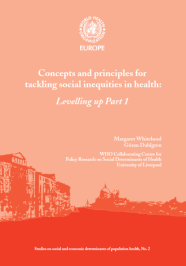 EUROPE
Concepts and principles for
tackling social inequities in health:
Levelling up Part 1
Margaret Whitehead
Göran Dahlgren
WHO Collaborating Centre for
Policy Research on Social Determinants of Health
University of Liverpool
Studies on social and economic determinants of population health, No. 2